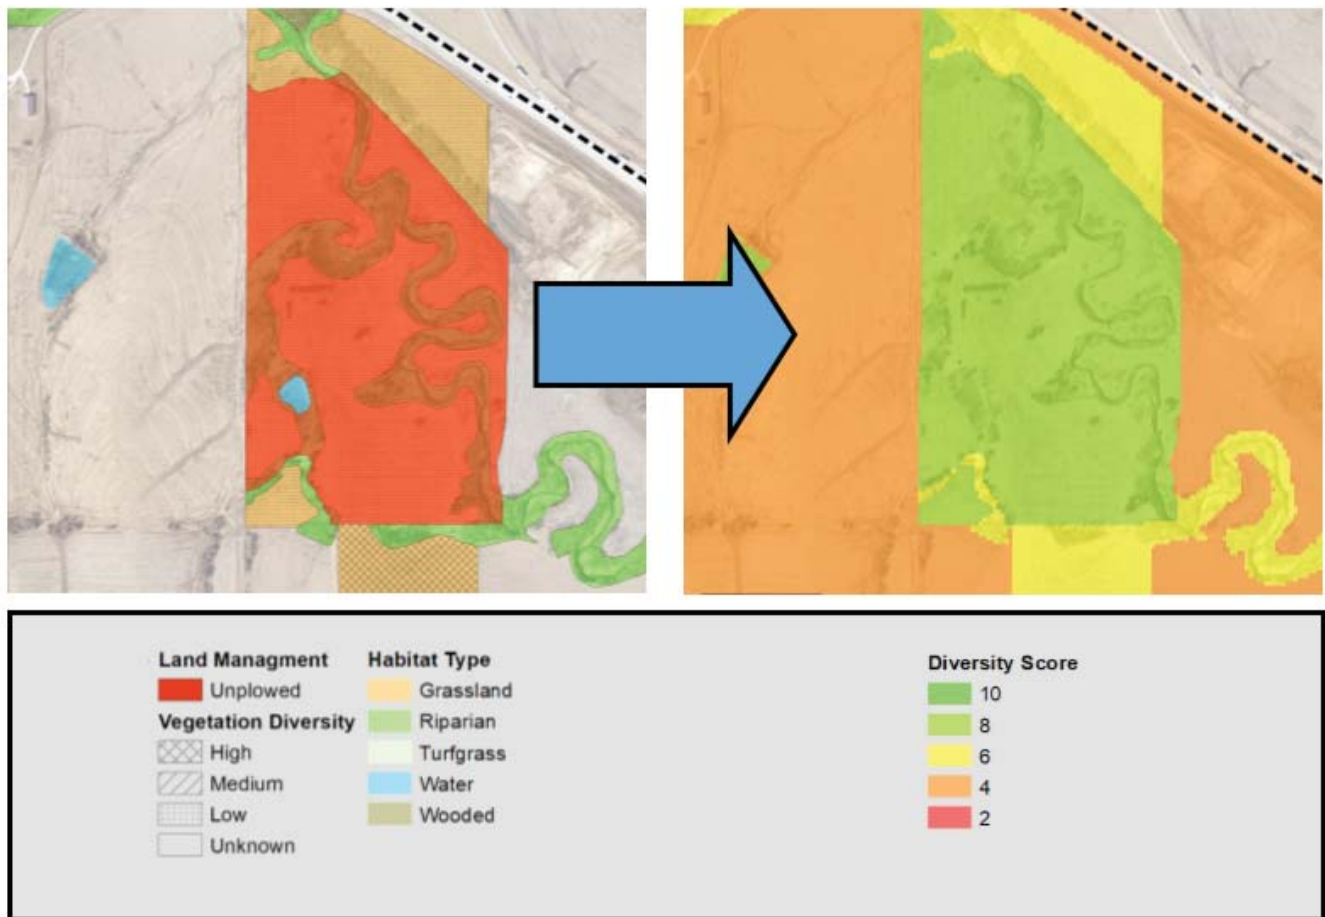 Land Managment
Unplowed
Vegetation Diversity
High
Medium
Low
Unknown
Habitat Type
Grassland
Riparian
Turfgrass
Water
Wooded
Diversity Score
10
8
6
4
2